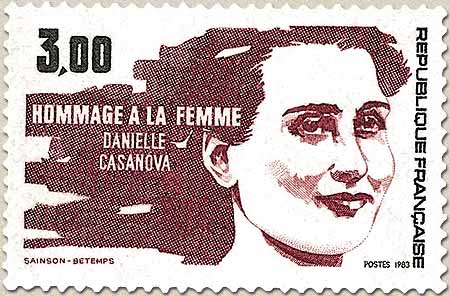 3,00
HOMMAGE A LA FEMME
DANIELLE
CASANOVA
REPUBLIQUE FRANÇAISE
SAINSON-BETEMPS
POSTES 1983